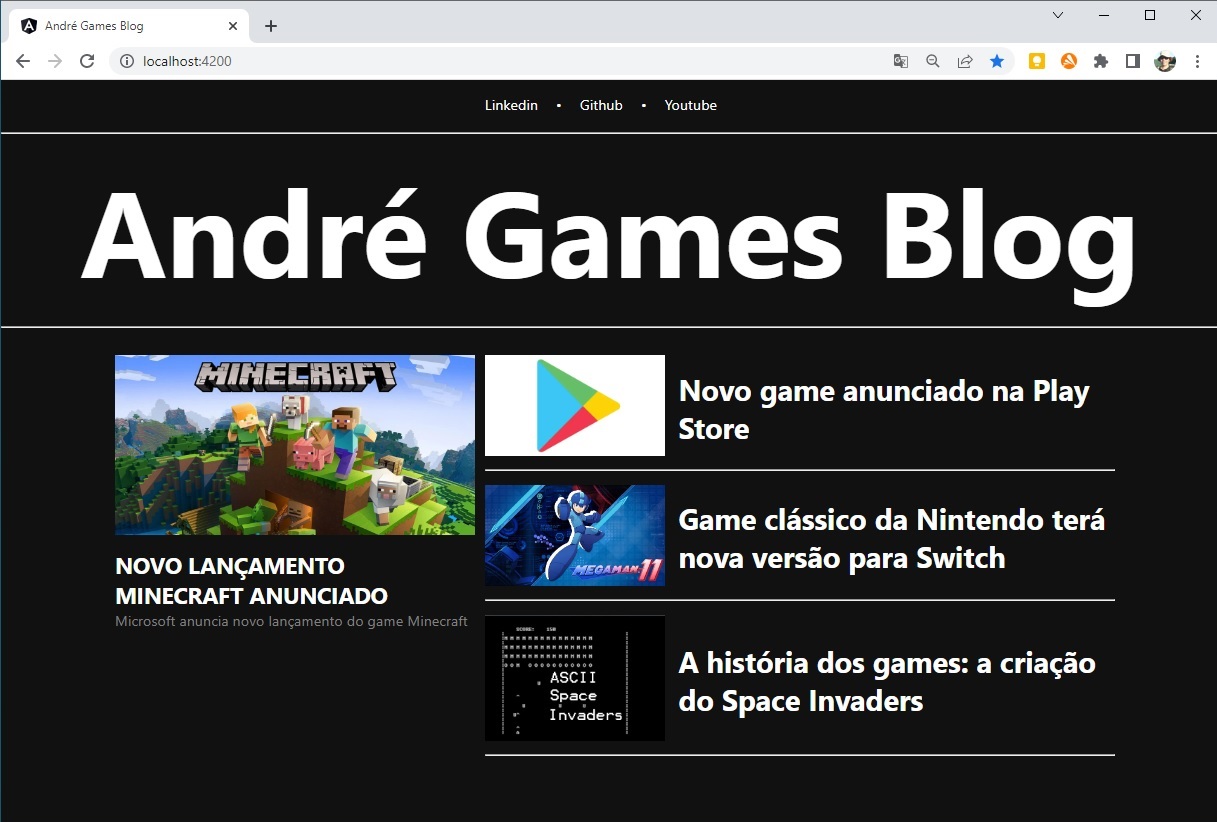 André Games Blog
localhost:4200
Linkedin • Github • Youtube
André Games Blog
MINECRAFT
NOVO LANÇAMENTO
MINECRAFT ANUNCIADO
Microsoft anuncia novo lançamento do game Minecraft
Novo game anunciado na Play
Store
MEGAMAN 11
Game clássico da Nintendo terá
nova versão para Switch
SCORE: 150
ASCII
Space
Invaders
A história dos games: a criação
do Space Invaders